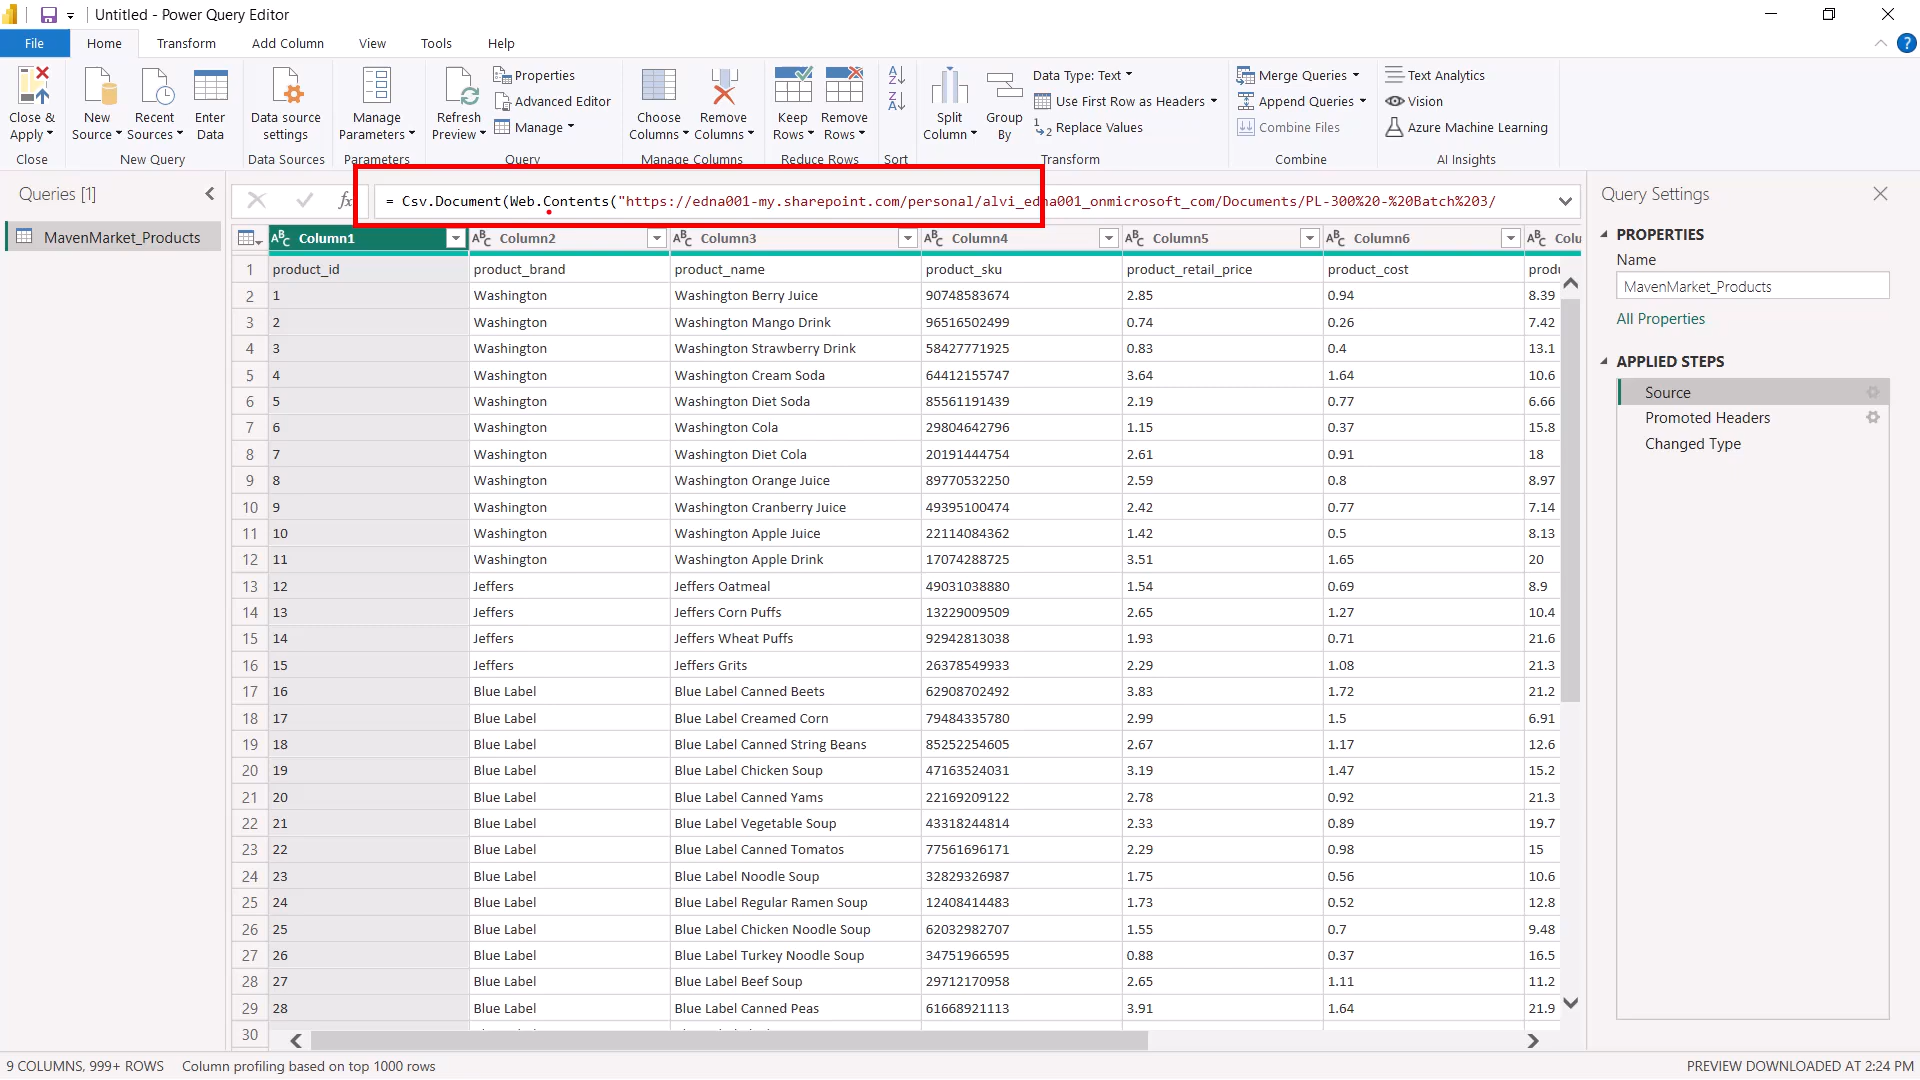 Untitled - Power Query Editor
File Home Transform Add Column View Tools Help
Close & Apply
New Source
Recent Sources
Enter Data
Data source settings
Manage Parameters
Refresh Preview
Properties
Advanced Editor
Manage
Choose Columns
Remove Columns
Keep Rows
Remove Rows
Split Column
Group By
Data Type: Text
Use First Row as Headers
Replace Values
Merge Queries
Append Queries
Combine Files
Text Analytics
Vision
Azure Machine Learning
Close New Query Data Sources Parameters Query Manage Columns Reduce Rows Sort Transform Combine AI Insights
Queries [1]
MavenMarket_Products
fx = Csv.Document(Web.Contents("https://edna001-my.sharepoint.com/personal/alvi_edna001_onmicrosoft_com/Documents/PL-300%20-%20Batch%203/
Column1 Column2 Column3 Column4 Column5 Column6 Colu
1 product_id product_brand product_name product_sku product_retail_price product_cost produ
2 1 Washington Washington Berry Juice 90748583674 2.85 0.94 8.39
3 2 Washington Washington Mango Drink 96516502499 0.74 0.26 7.42
4 3 Washington Washington Strawberry Drink 58427771925 0.83 0.4 13.1
5 4 Washington Washington Cream Soda 64412155747 3.64 1.64 10.6
6 5 Washington Washington Diet Soda 85561191439 2.19 0.77 6.66
7 6 Washington Washington Cola 29804642796 1.15 0.37 15.8
8 7 Washington Washington Diet Cola 20191444754 2.61 0.91 18
9 8 Washington Washington Orange Juice 89770532250 2.59 0.8 8.97
10 9 Washington Washington Cranberry Juice 49395100474 2.42 0.77 7.14
11 10 Washington Washington Apple Juice 22114084362 1.42 0.5 8.13
12 11 Washington Washington Apple Drink 17074288725 3.51 1.65 20
13 12 Jeffers Jeffers Oatmeal 49031038880 1.54 0.69 8.9
14 13 Jeffers Jeffers Corn Puffs 13229009509 2.65 1.27 10.4
15 14 Jeffers Jeffers Wheat Puffs 92942813038 1.93 0.71 21.6
16 15 Jeffers Jeffers Grits 26378549933 2.29 1.08 21.3
17 16 Blue Label Blue Label Canned Beets 62908702492 3.83 1.72 21.2
18 17 Blue Label Blue Label Creamed Corn 79484335780 2.99 1.5 6.91
19 18 Blue Label Blue Label Canned String Beans 85252254605 2.67 1.17 12.6
20 19 Blue Label Blue Label Chicken Soup 47163524031 3.19 1.47 15.2
21 20 Blue Label Blue Label Canned Yams 22169209122 2.78 0.92 21.3
22 21 Blue Label Blue Label Vegetable Soup 43318244814 2.33 0.89 19.7
23 22 Blue Label Blue Label Canned Tomatos 77561696171 2.29 0.98 15
24 23 Blue Label Blue Label Noodle Soup 32829326987 1.75 0.56 10.6
25 24 Blue Label Blue Label Regular Ramen Soup 12408414483 1.73 0.52 12.8
26 25 Blue Label Blue Label Chicken Noodle Soup 62032982707 1.55 0.7 9.48
27 26 Blue Label Blue Label Turkey Noodle Soup 34751966595 0.88 0.37 16.5
28 27 Blue Label Blue Label Beef Soup 29712170958 2.65 1.11 11.2
29 28 Blue Label Blue Label Canned Peas 61668921113 3.91 1.64 21.9
30
Query Settings
PROPERTIES
Name
MavenMarket_Products
All Properties
APPLIED STEPS
Source
Promoted Headers
Changed Type
9 COLUMNS, 999+ ROWS Column profiling based on top 1000 rows PREVIEW DOWNLOADED AT 2:24 PM